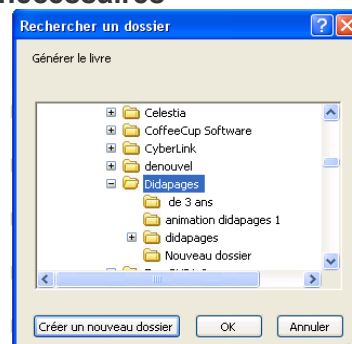 Rechercher un dossier
Générer le livre
Celestia
CoffeeCup Software
CyberLink
denouvel
Didapages
de 3 ans
animation didapages 1
didapages
Nouveau dossier
Créer un nouveau dossier
OK
Annuler